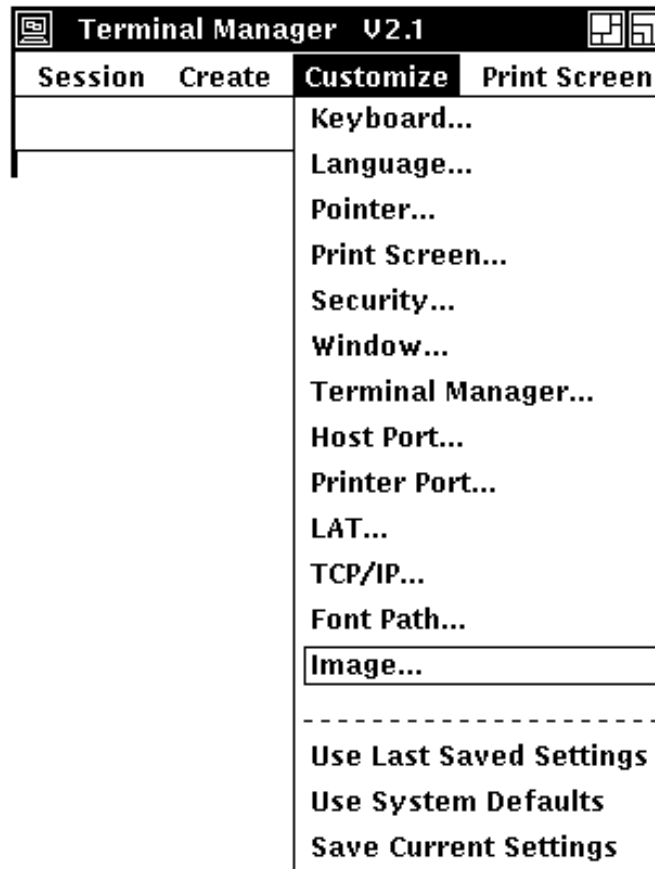 Terminal Manager V2.1
Session Create Customize Print Screen
Keyboard...
Language...
Pointer...
Print Screen...
Security...
Window...
Terminal Manager...
Host Port...
Printer Port...
LAT...
TCP/IP...
Font Path...
Image...
Use Last Saved Settings
Use System Defaults
Save Current Settings